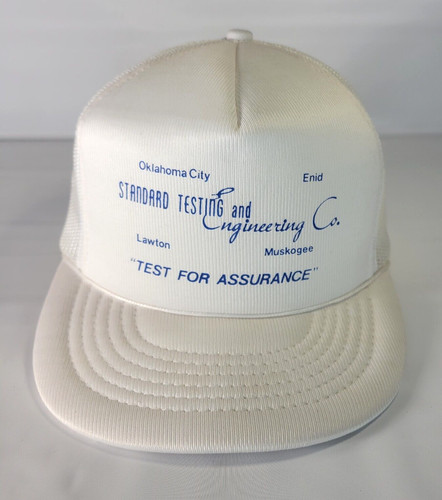 Oklahoma City Enid
STANDARD TESTING and
Engineering Co.
Lawton Muskogee
"TEST FOR ASSURANCE"